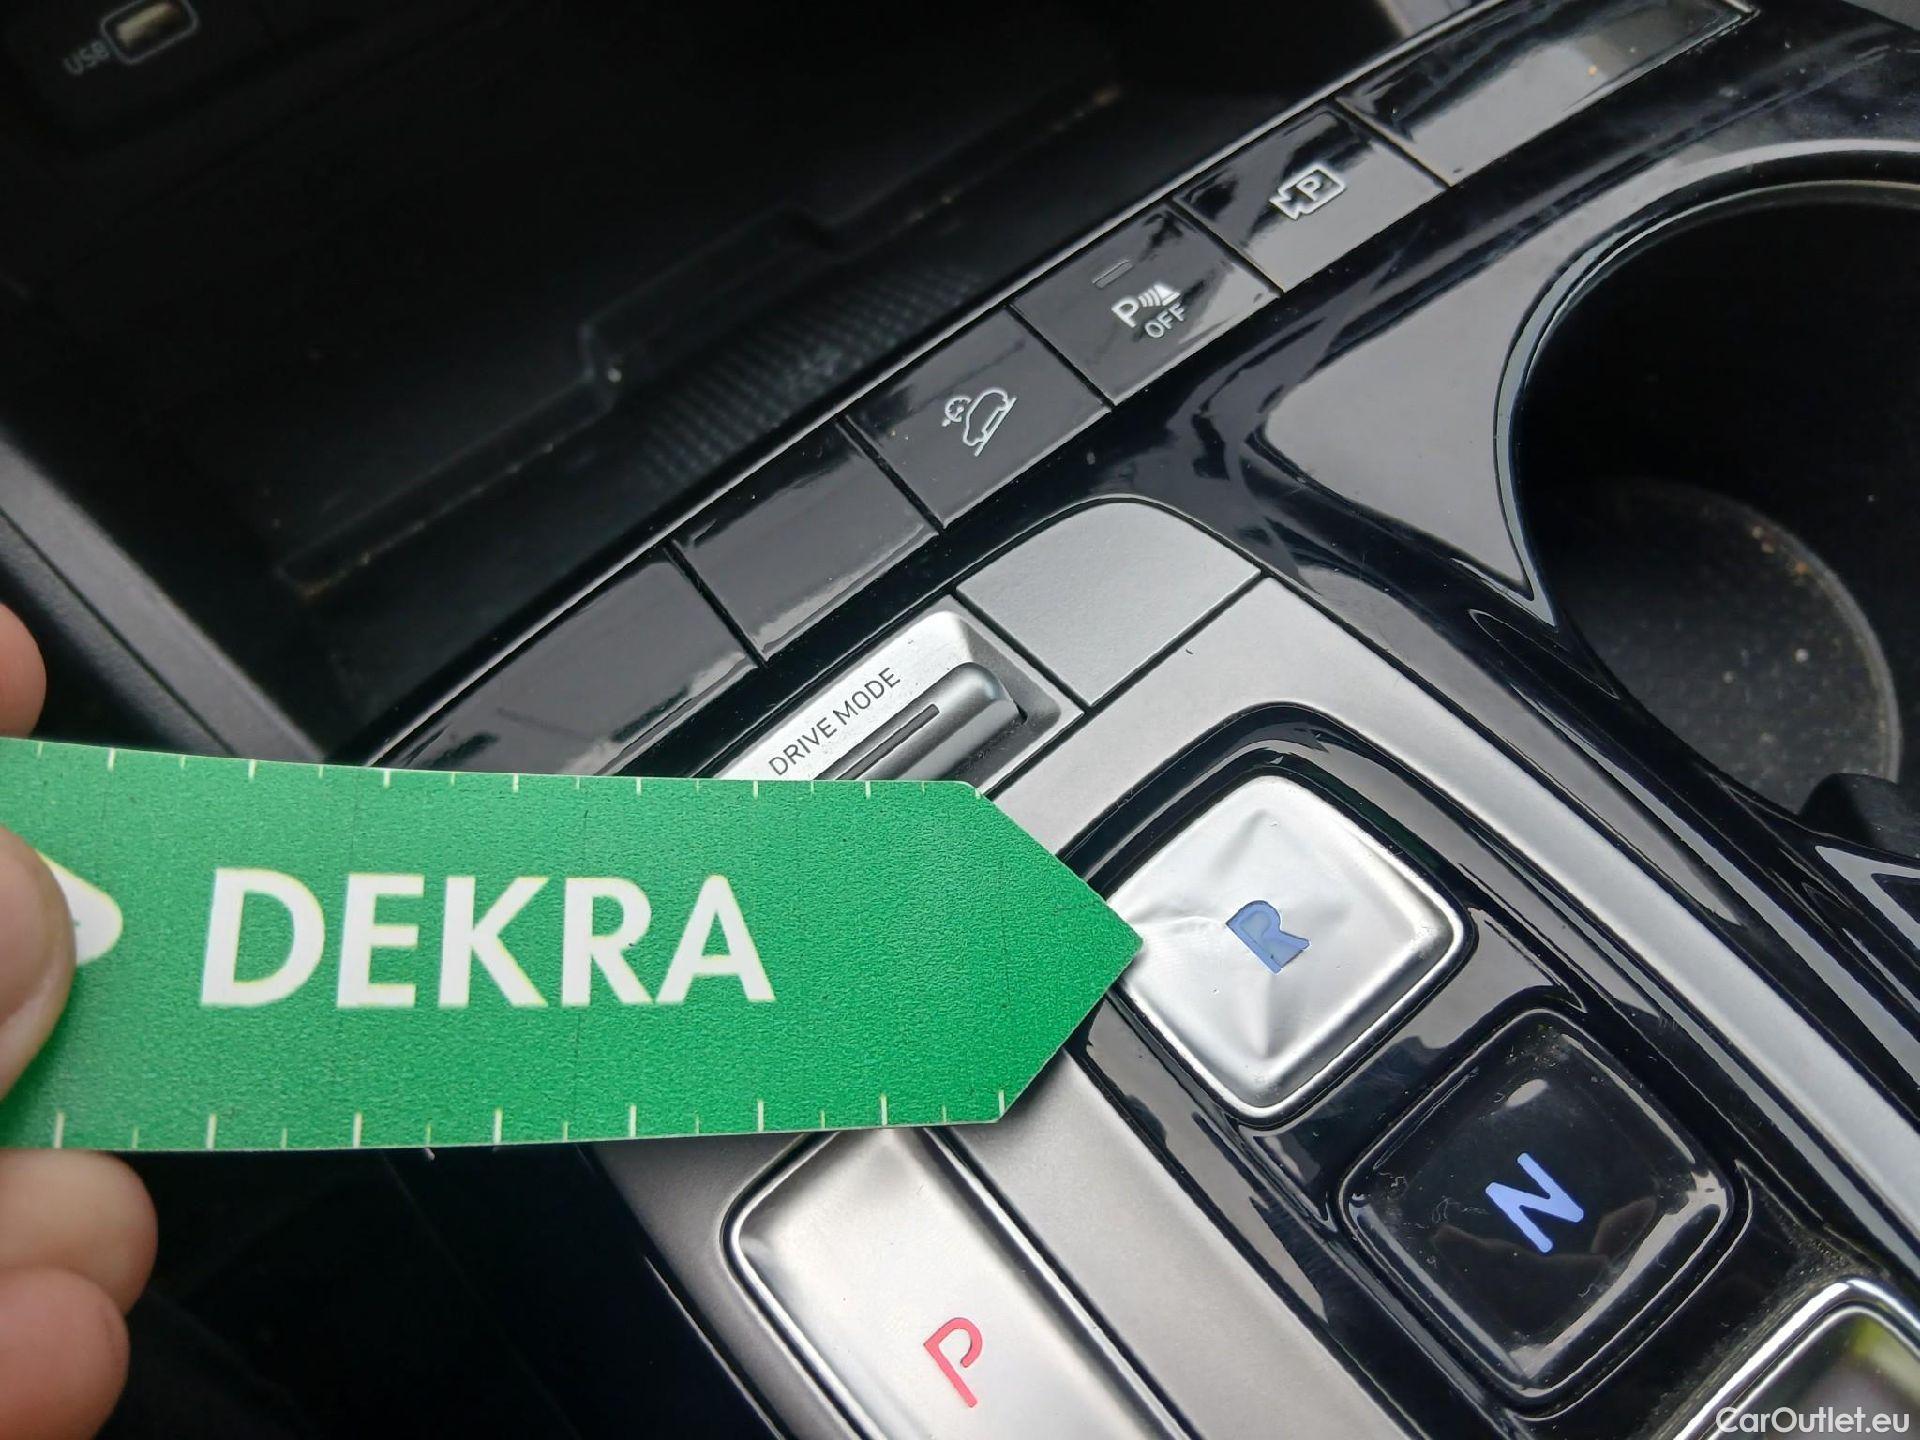 USB
P
P
OFF
DRIVE MODE
DEKRA
R
N
P
CarOutlet.eu